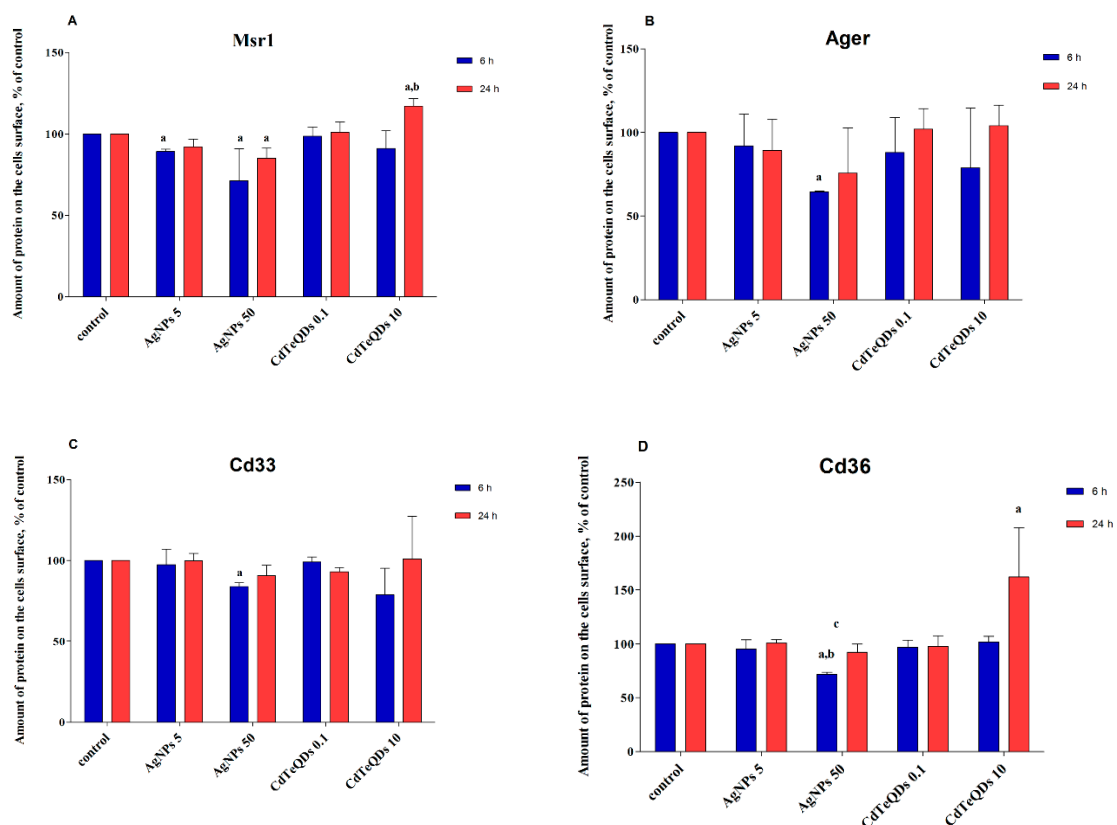 A
Msr1
Amount of protein on the cells surface, % of control
150
100
50
0
a
a
a
a,b
6 h
24 h
control
AgNPs 5
AgNPs 50
CdTeQDs 0.1
CdTeQDs 10
B
Ager
Amount of protein on the cells surface, % of control
150
100
50
0
a
6 h
24 h
control
AgNPs 5
AgNPs 50
CdTeQDs 0.1
CdTeQDs 10
C
Cd33
Amount of protein on the cells surface, % of control
150
100
50
0
a
6 h
24 h
control
AgNPs 5
AgNPs 50
CdTeQDs 0.1
CdTeQDs 10
D
Cd36
Amount of protein on the cells surface, % of control
250
200
150
100
50
0
a,b
c
a
6 h
24 h
control
AgNPs 5
AgNPs 50
CdTeQDs 0.1
CdTeQDs 10